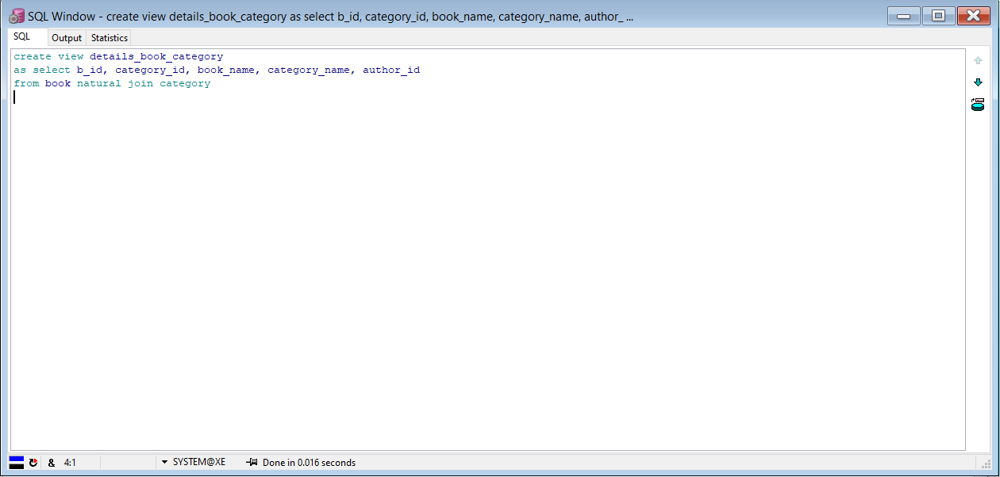 SQL Window - create view details_book_category as select b_id, category_id, book_name, category_name, author_ ...
SQL Output Statistics
create view details_book_category
as select b_id, category_id, book_name, category_name, author_id
from book natural join category
& 4:1 SYSTEM@XE Done in 0.016 seconds